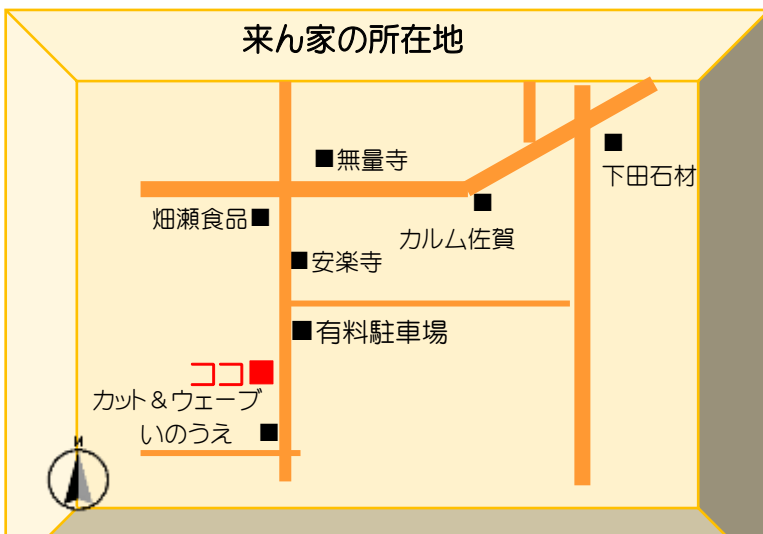 来ん家の所在地
■無量寺
下田石材
畑瀬食品■
カルム佐賀
■安楽寺
■有料駐車場
ココ■
カット＆ウェーブ
いのうえ ■
N